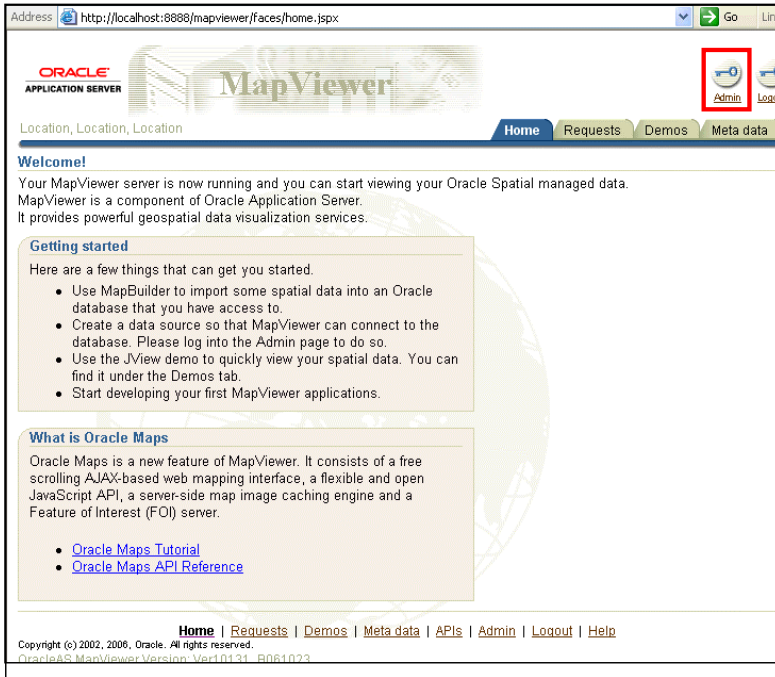 Address http://localhost:8888/mapviewer/faces/home.jspx Go
ORACLE
APPLICATION SERVER
MapViewer
Admin
Location, Location, Location
Home Requests Demos Meta data
Welcome!
Your MapViewer server is now running and you can start viewing your Oracle Spatial managed data.
MapViewer is a component of Oracle Application Server.
It provides powerful geospatial data visualization services.
Getting started
Here are a few things that can get you started.
• Use MapBuilder to import some spatial data into an Oracle
database that you have access to.
• Create a data source so that MapViewer can connect to the
database. Please log into the Admin page to do so.
• Use the JView demo to quickly view your spatial data. You can
find it under the Demos tab.
• Start developing your first MapViewer applications.
What is Oracle Maps
Oracle Maps is a new feature of MapViewer. It consists of a free
scrolling AJAX-based web mapping interface, a flexible and open
JavaScript API, a server-side map image caching engine and a
Feature of Interest (FOI) server.
• Oracle Maps Tutorial
• Oracle Maps API Reference
Home | Requests | Demos | Meta data | APIs | Admin | Logout | Help
Copyright (c) 2002, 2006, Oracle. All rights reserved.
OracleAS MapViewer Version: Ver10131_B061023